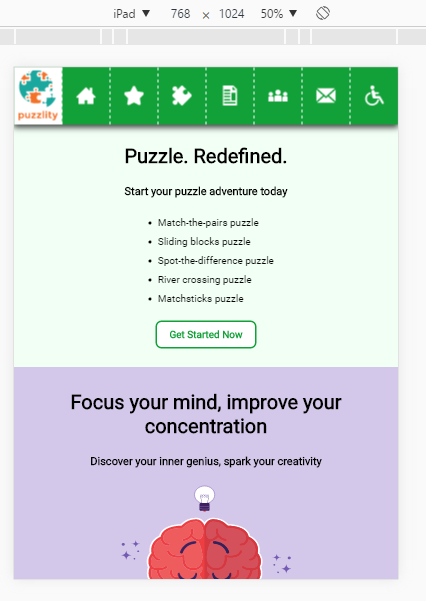 iPad ▼ 768 × 1024 50% ▼
puzzlity
Puzzle. Redefined.
Start your puzzle adventure today
• Match-the-pairs puzzle
• Sliding blocks puzzle
• Spot-the-difference puzzle
• River crossing puzzle
• Matchsticks puzzle
Get Started Now
Focus your mind, improve your
concentration
Discover your inner genius, spark your creativity